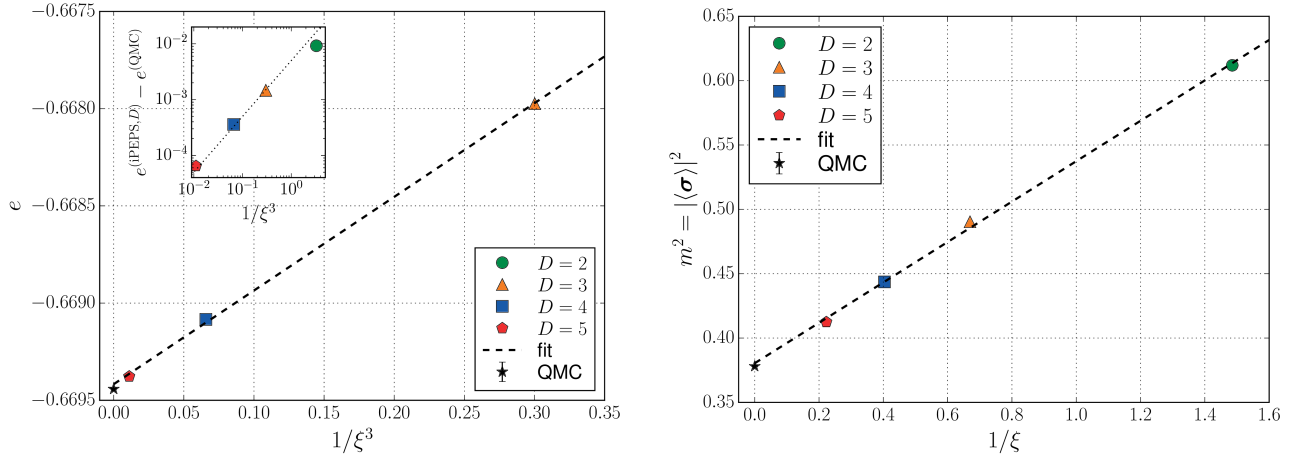 −0.6675
−0.6680
−0.6685
−0.6690
−0.6695
e
0.00 0.05 0.10 0.15 0.20 0.25 0.30 0.35
1/ξ³
10⁻²
10⁻³
10⁻⁴
e^(iPEPS,D) − e^(QMC)
10⁻² 10⁻¹ 10⁰
1/ξ³
D = 2
D = 3
D = 4
D = 5
fit
QMC
0.65
0.60
0.50
0.45
0.40
0.35
m² = |⟨σ⟩|²
0.0 0.2 0.4 0.6 0.8 1.0 1.2 1.4 1.6
1/ξ
D = 2
D = 3
D = 4
D = 5
fit
QMC